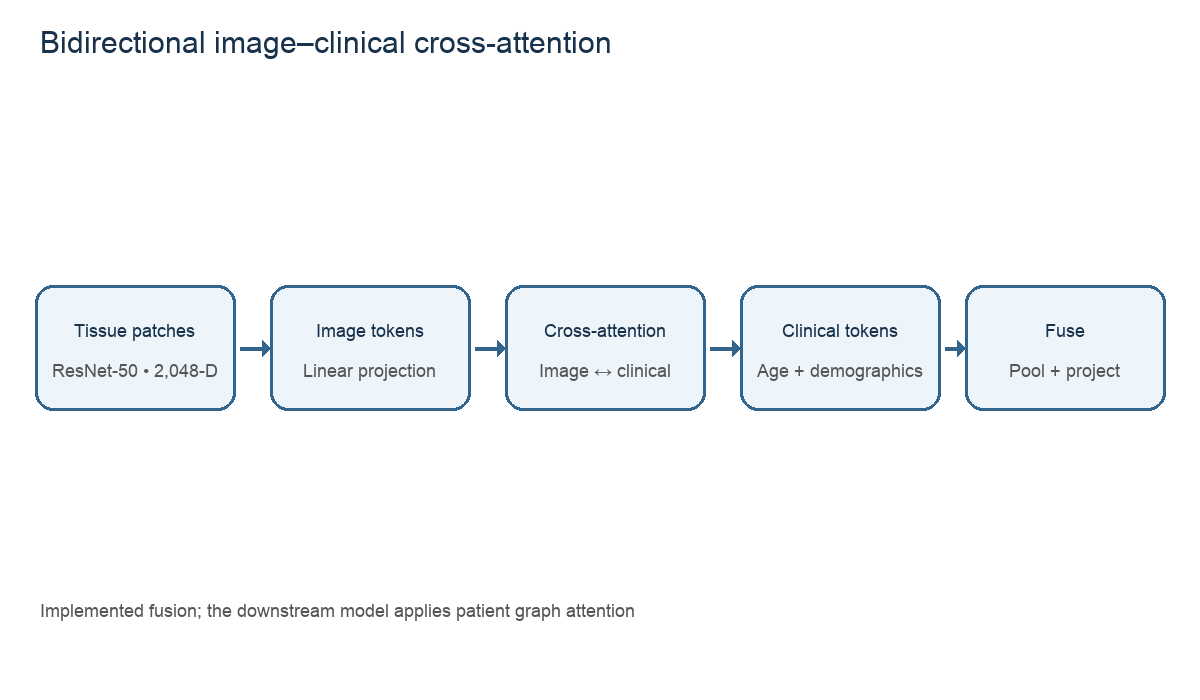 Bidirectional image–clinical cross-attention
Tissue patches
ResNet-50 • 2,048-D
Image tokens
Linear projection
Cross-attention
Image ↔ clinical
Clinical tokens
Age + demographics
Fuse
Pool + project
Implemented fusion; the downstream model applies patient graph attention